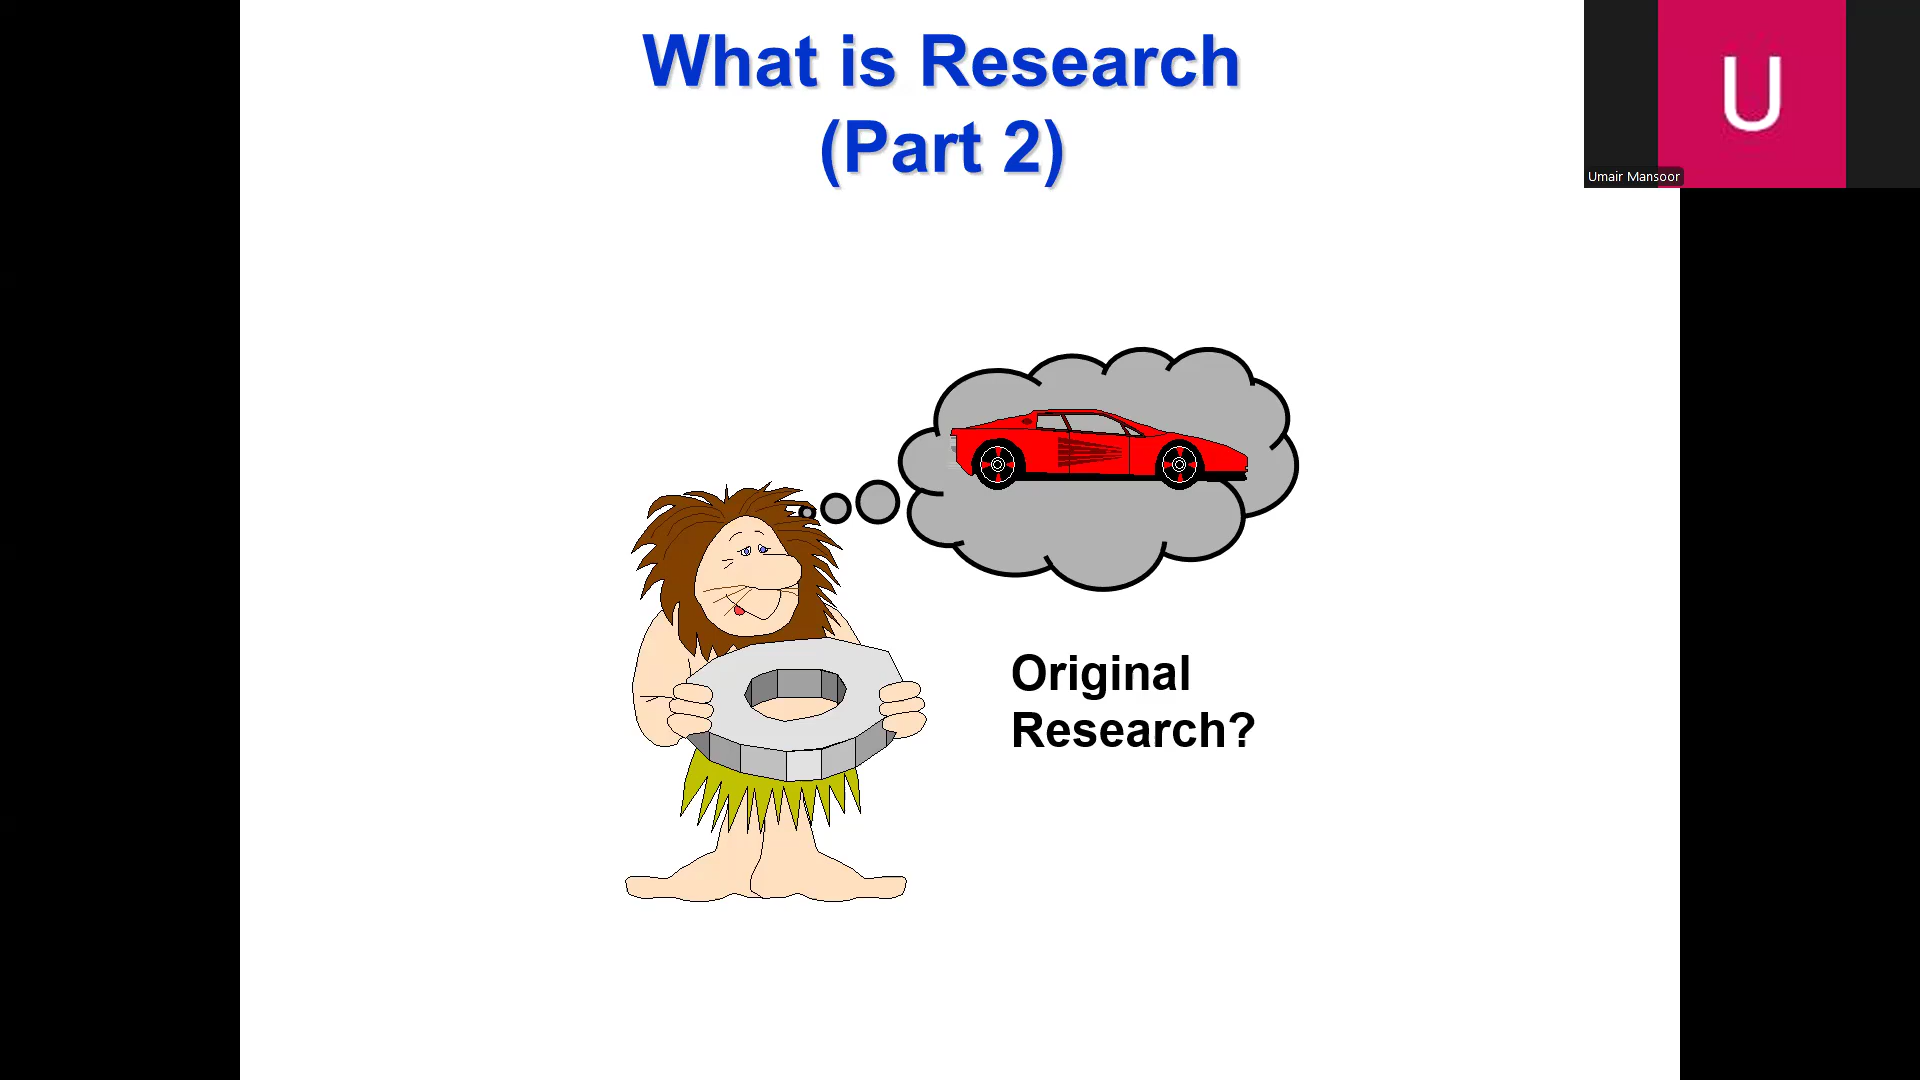 What is Research
(Part 2)
U
Umair Mansoor
Original
Research?